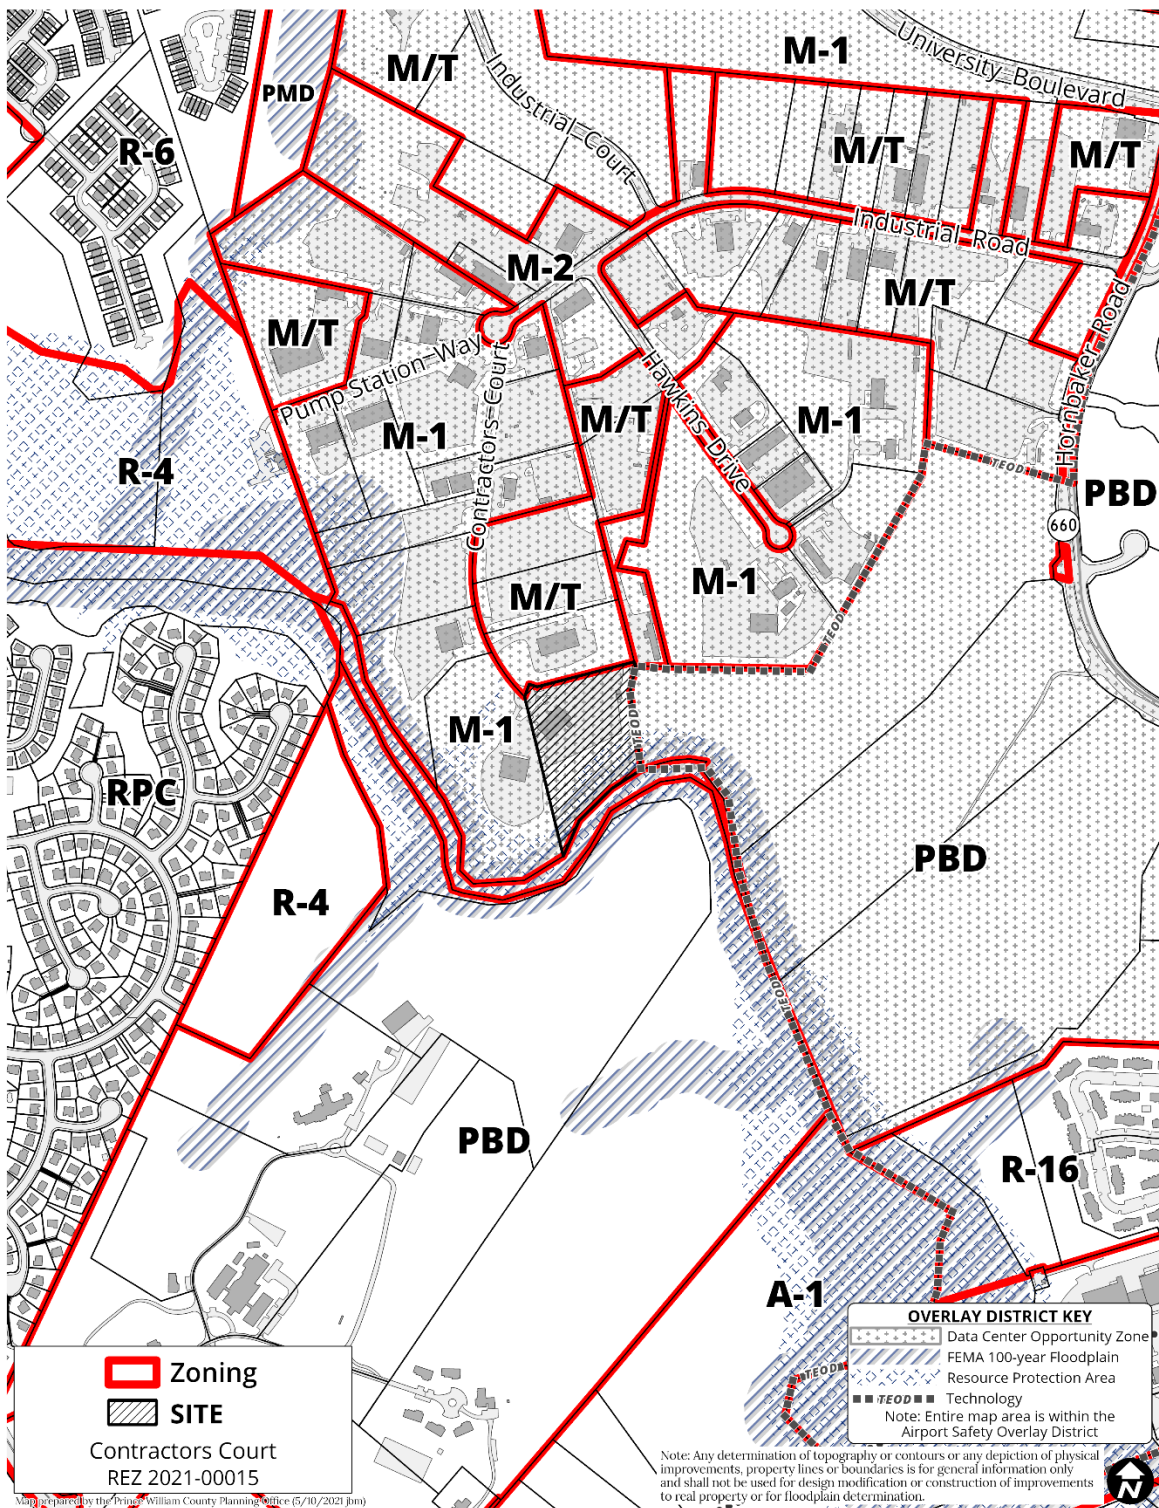 M-1
University Boulevard
M/T
Industrial Court
PMD
R-6
M/T
M/T
Industrial Road
M-2
M/T
Hornbaker Road
M/T
Pump Station Way
Contractors Court
Hawkins Drive
M/T
M-1
M-1
R-4
TEOD
PBD
660
M-1
M/T
TEOD
M-1
TEOD
RPC
PBD
R-4
TEOD
PBD
R-16
A-1
TEOD
OVERLAY DISTRICT KEY
Data Center Opportunity Zone
FEMA 100-year Floodplain
Resource Protection Area
TEOD Technology
Note: Entire map area is within the
Airport Safety Overlay District
Zoning
SITE
Contractors Court
REZ 2021-00015
Note: Any determination of topography or contours or any depiction of physical
improvements, property lines or boundaries is for general information only
and shall not be used for design modification or construction of improvements
to real property or for floodplain determination.
N
Map prepared by the Prince William County Planning Office (5/10/2021 jbm)